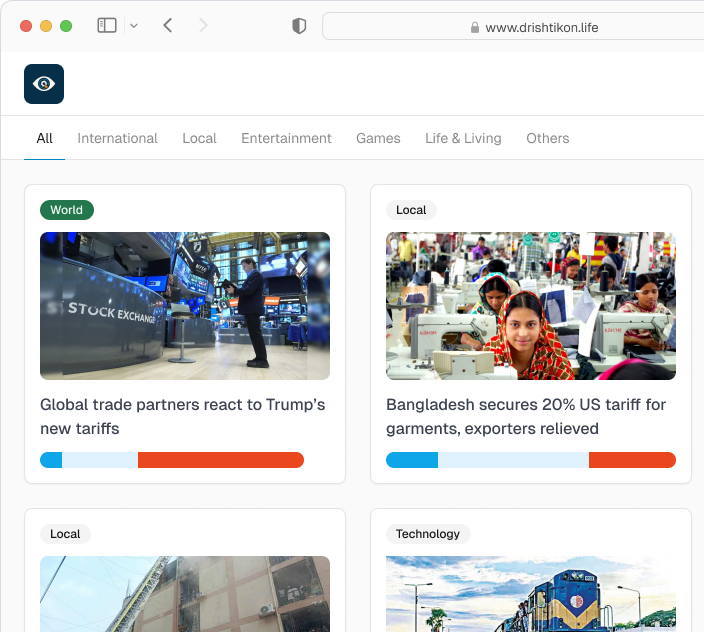 www.drishtikon.life
All International Local Entertainment Games Life & Living Others
World
STOCK EXCHANGE
Global trade partners react to Trump's
new tariffs
Local
Bangladesh secures 20% US tariff for
garments, exporters relieved
Local
Technology